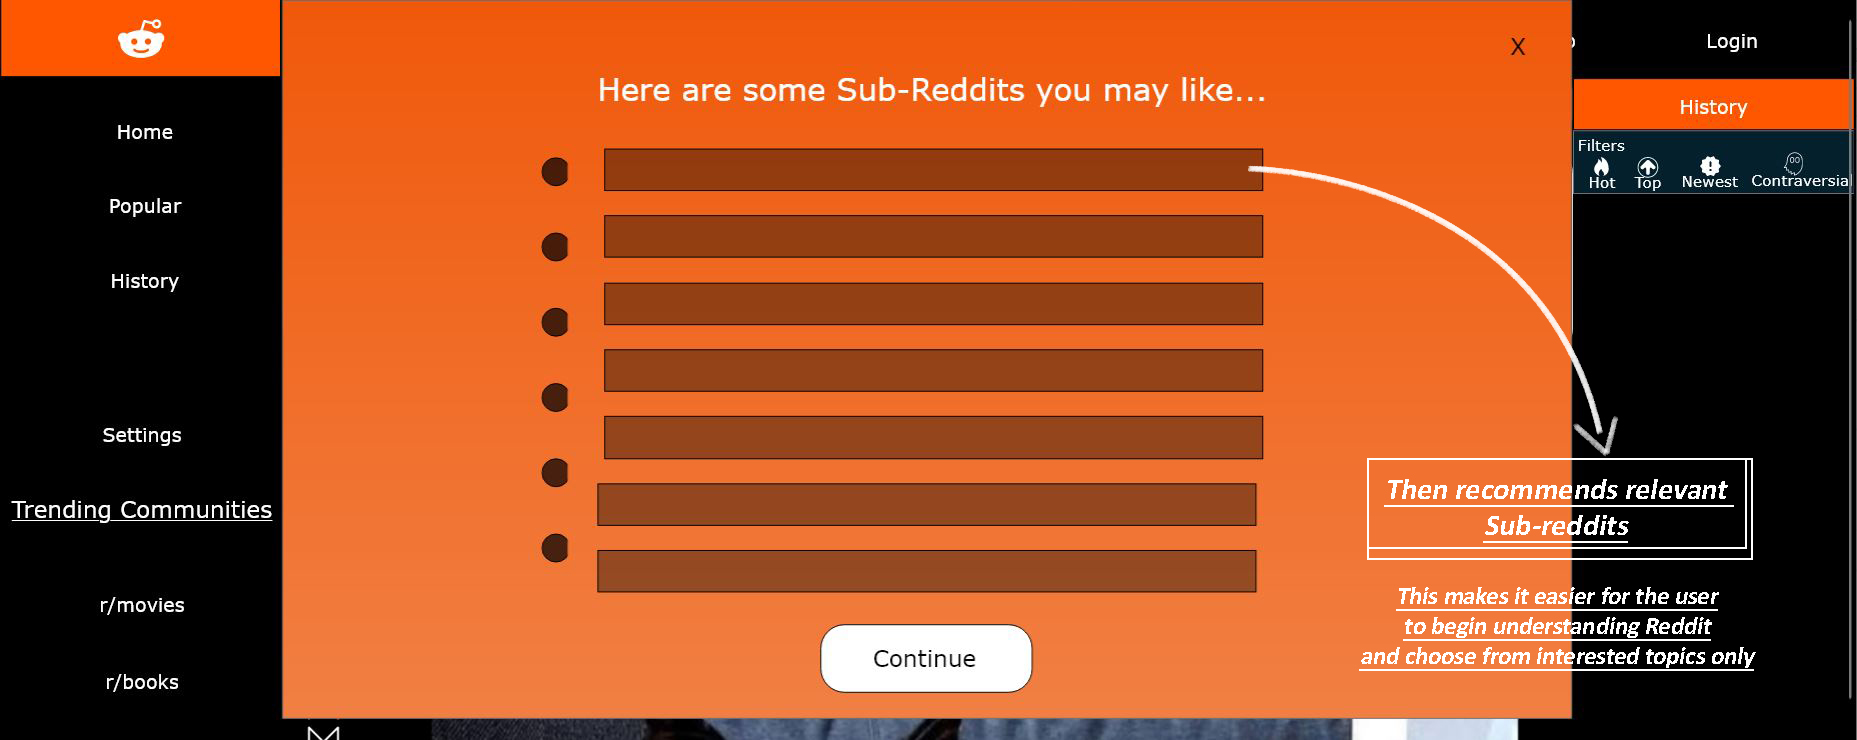 X
Login
Here are some Sub-Reddits you may like...
History
Home
Filters
Hot
Top
Newest
Contraversial
Popular
History
Settings
Trending Communities
r/movies
r/books
Then recommends relevant
Sub-reddits
This makes it easier for the user
to begin understanding Reddit
and choose from interested topics only
Continue